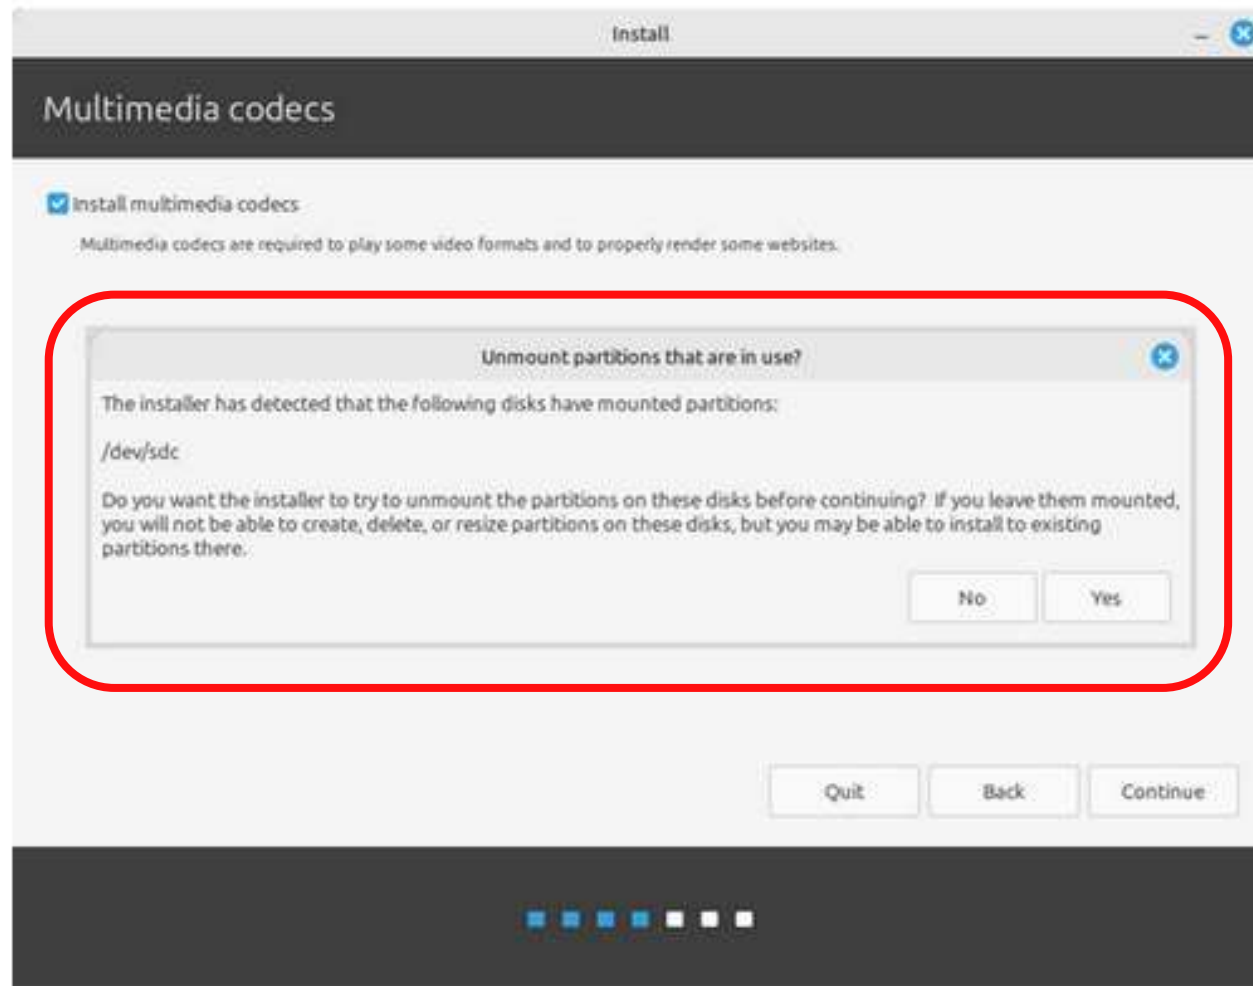 Install
Multimedia codecs
Install multimedia codecs
Multimedia codecs are required to play some video formats and to properly render some websites.
Unmount partitions that are in use?
The installer has detected that the following disks have mounted partitions:
/dev/sdc
Do you want the installer to try to unmount the partitions on these disks before continuing?  If you leave them mounted,
you will not be able to create, delete, or resize partitions on these disks, but you may be able to install to existing
partitions there.
No Yes
Quit Back Continue